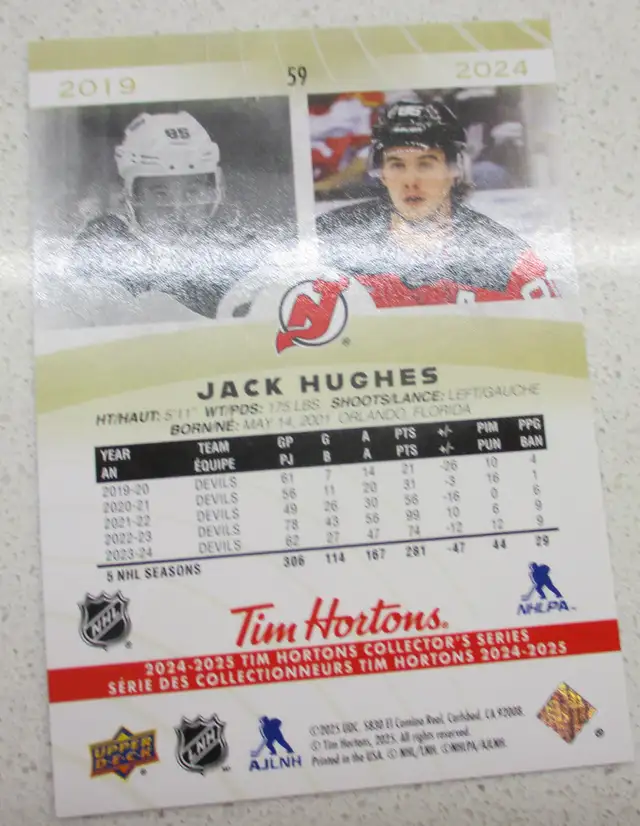 2019 59 2024
86
JACK HUGHES
HT/HAUT: 5'11" WT/PDS: 175 LBS SHOOTS/LANCE: LEFT/GAUCHE
BORN/NÉ: MAY 14, 2001 ORLANDO, FLORIDA
YEAR TEAM GP G A PTS +/- PIM PPG
AN ÉQUIPE PJ B A PTS +/- PUN BAN
2019-20 DEVILS 61 7 14 21 -26 10 4
2020-21 DEVILS 56 11 20 31 -3 16 1
2021-22 DEVILS 49 26 30 56 -16 0 6
2022-23 DEVILS 78 43 56 99 10 6 9
2023-24 DEVILS 62 27 47 74 -12 12 9
5 NHL SEASONS 306 114 167 281 -47 44 29
NHL
NHLPA
Tim Hortons®
2024-2025 TIM HORTONS COLLECTOR'S SERIES
SÉRIE DES COLLECTIONNEURS TIM HORTONS 2024-2025
UPPER DECK LNH AJLNH
©2025 UDC. 5830 El Camino Real, Carlsbad, CA 92008.
© Tim Hortons, 2025. All rights reserved.
Printed in the USA. © NHL/LNH. ©NHLPA/AJLNH.